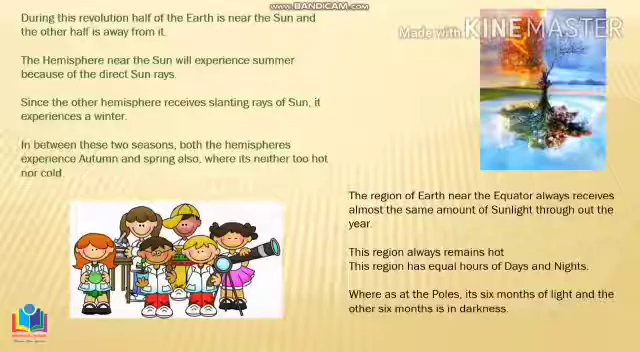 WWW.BANDICAM.COM
Made with KINEMASTER
During this revolution half of the Earth is near the Sun and
the other half is away from it.
The Hemisphere near the Sun will experience summer
because of the direct Sun rays.
Since the other hemisphere receives slanting rays of Sun, it
experiences a winter.
In between these two seasons, both the hemispheres
experience Autumn and spring also, where its neither too hot
nor cold.
The region of Earth near the Equator always receives
almost the same amount of Sunlight through out the
year.
This region always remains hot
This region has equal hours of Days and Nights.
Where as at the Poles, its six months of light and the
other six months is in darkness.